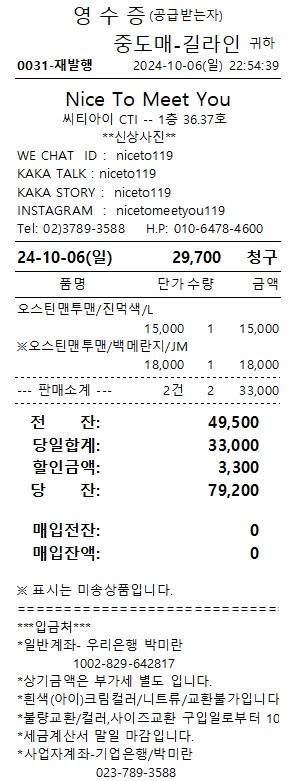 영 수 증 (공급받는자)
중도매-길라인 귀하
0031-재발행 2024-10-06(일) 22:54:39
Nice To Meet You
씨티아이 CTI -- 1층 36.37호
**신상사진**
WE CHAT ID : niceto119
KAKA TALK : niceto119
KAKA STORY : niceto119
INSTAGRAM : nicetomeetyou119
Tel: 02)3789-3588 H.P: 010-6478-4600
24-10-06(일) 29,700 청구
품명 단가 수량 금액
오스틴맨투맨/진먹색/L
15,000 1 15,000
※오스틴맨투맨/백메란지/JM
18,000 1 18,000
--- 판매소계 --- 2건 2 33,000
전 잔: 49,500
당일합계: 33,000
할인금액: 3,300
당 잔: 79,200
매입전잔: 0
매입잔액: 0
※ 표시는 미송상품입니다.
==============================
***입금처***
*일반계좌- 우리은행 박미란
1002-829-642817
*상기금액은 부가세 별도 입니다.
*흰색(아이)크림컬러/니트류/교환불가입니다
*불량교환/컬러,사이즈교환 구입일로부터 10
*세금계산서 말일 마감입니다.
*사업자계좌-기업은행/박미란
023-789-3588